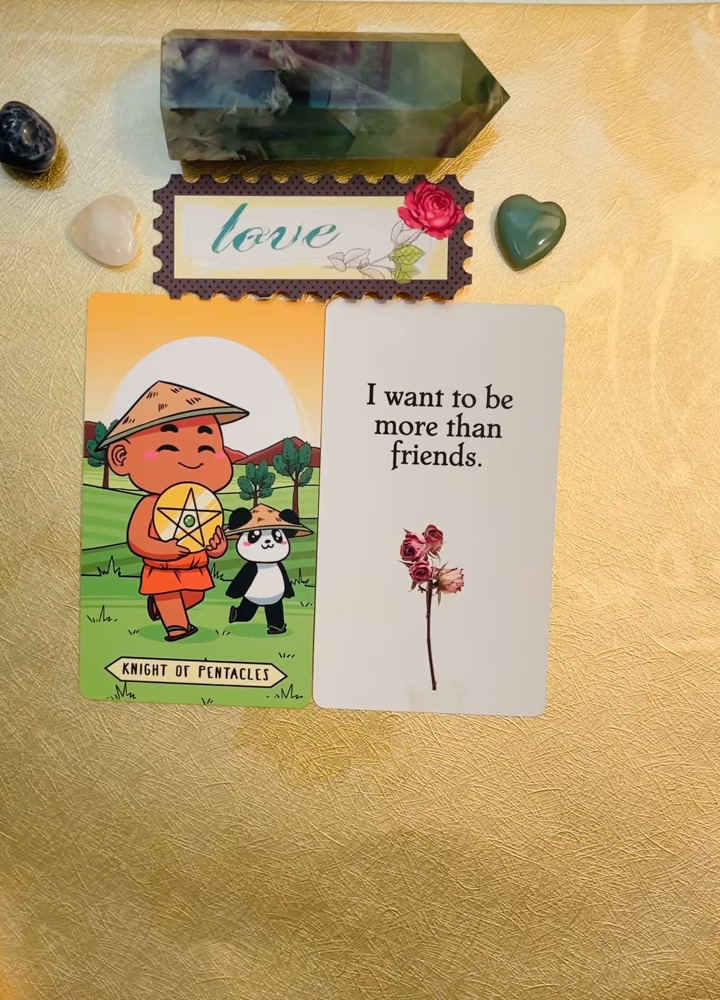 love
I want to be
more than
friends.
KNIGHT OF PENTACLES